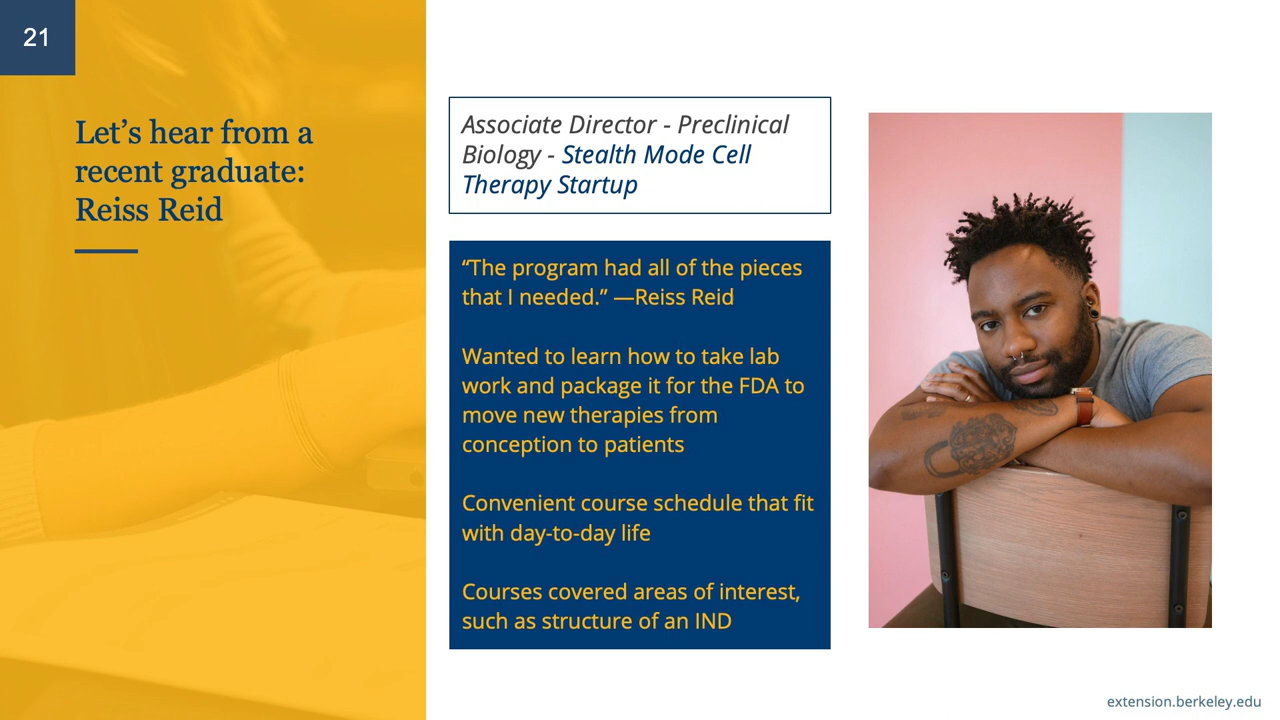 21
Let’s hear from a
recent graduate:
Reiss Reid
Associate Director - Preclinical
Biology - Stealth Mode Cell
Therapy Startup
“The program had all of the pieces
that I needed.” —Reiss Reid
Wanted to learn how to take lab
work and package it for the FDA to
move new therapies from
conception to patients
Convenient course schedule that fit
with day-to-day life
Courses covered areas of interest,
such as structure of an IND
extension.berkeley.edu